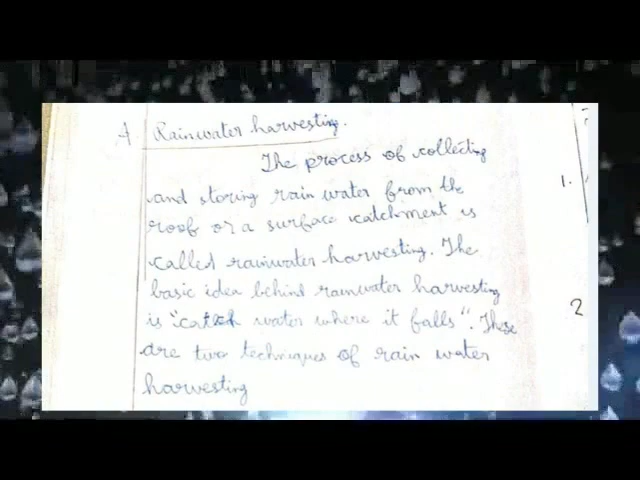 A. Rainwater harvesting.
The process of collecting
and storing rain water from the
roof or a surface catchment is
called rainwater harvesting. The
basic idea behind rainwater harvesting
is "catch water where it falls". These
are two techniques of rain water
harvesting
1.
2